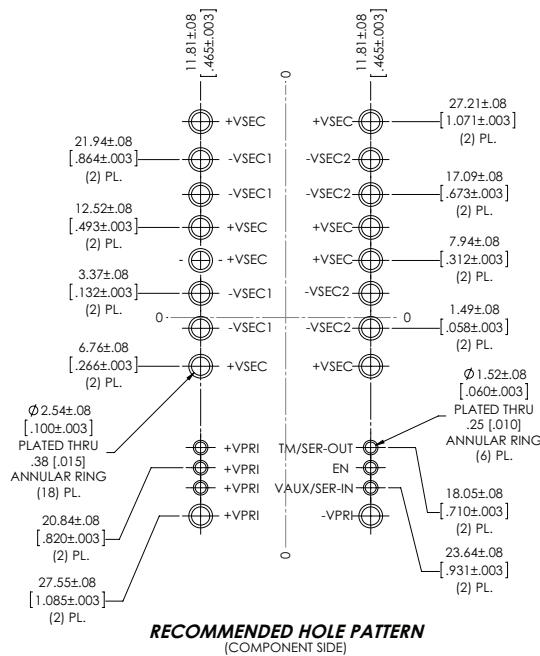 11.81±.08
[.465±.003]
11.81±.08
[.465±.003]
0
+VSEC
+VSEC
27.21±.08
[1.071±.003]
(2) PL.
21.94±.08
[.864±.003]
(2) PL.
-VSEC1
-VSEC2
-VSEC1
-VSEC2
17.09±.08
[.673±.003]
(2) PL.
12.52±.08
[.493±.003]
(2) PL.
+VSEC
+VSEC
+VSEC
+VSEC
7.94±.08
[.312±.003]
(2) PL.
3.37±.08
[.132±.003]
(2) PL.
-VSEC1
-VSEC2
0
0
-VSEC1
-VSEC2
1.49±.08
[.058±.003]
(2) PL.
6.76±.08
[.266±.003]
(2) PL.
+VSEC
+VSEC
Ø 2.54±.08
[.100±.003]
PLATED THRU
.38 [.015]
ANNULAR RING
(18) PL.
Ø 1.52±.08
[.060±.003]
PLATED THRU
.25 [.010]
ANNULAR RING
(6) PL.
+VPRI
TM/SER-OUT
+VPRI
EN
+VPRI
VAUX/SER-IN
+VPRI
-VPRI
20.84±.08
[.820±.003]
(2) PL.
18.05±.08
[.710±.003]
(2) PL.
27.55±.08
[1.085±.003]
(2) PL.
23.64±.08
[.931±.003]
(2) PL.
0
RECOMMENDED HOLE PATTERN
(COMPONENT SIDE)